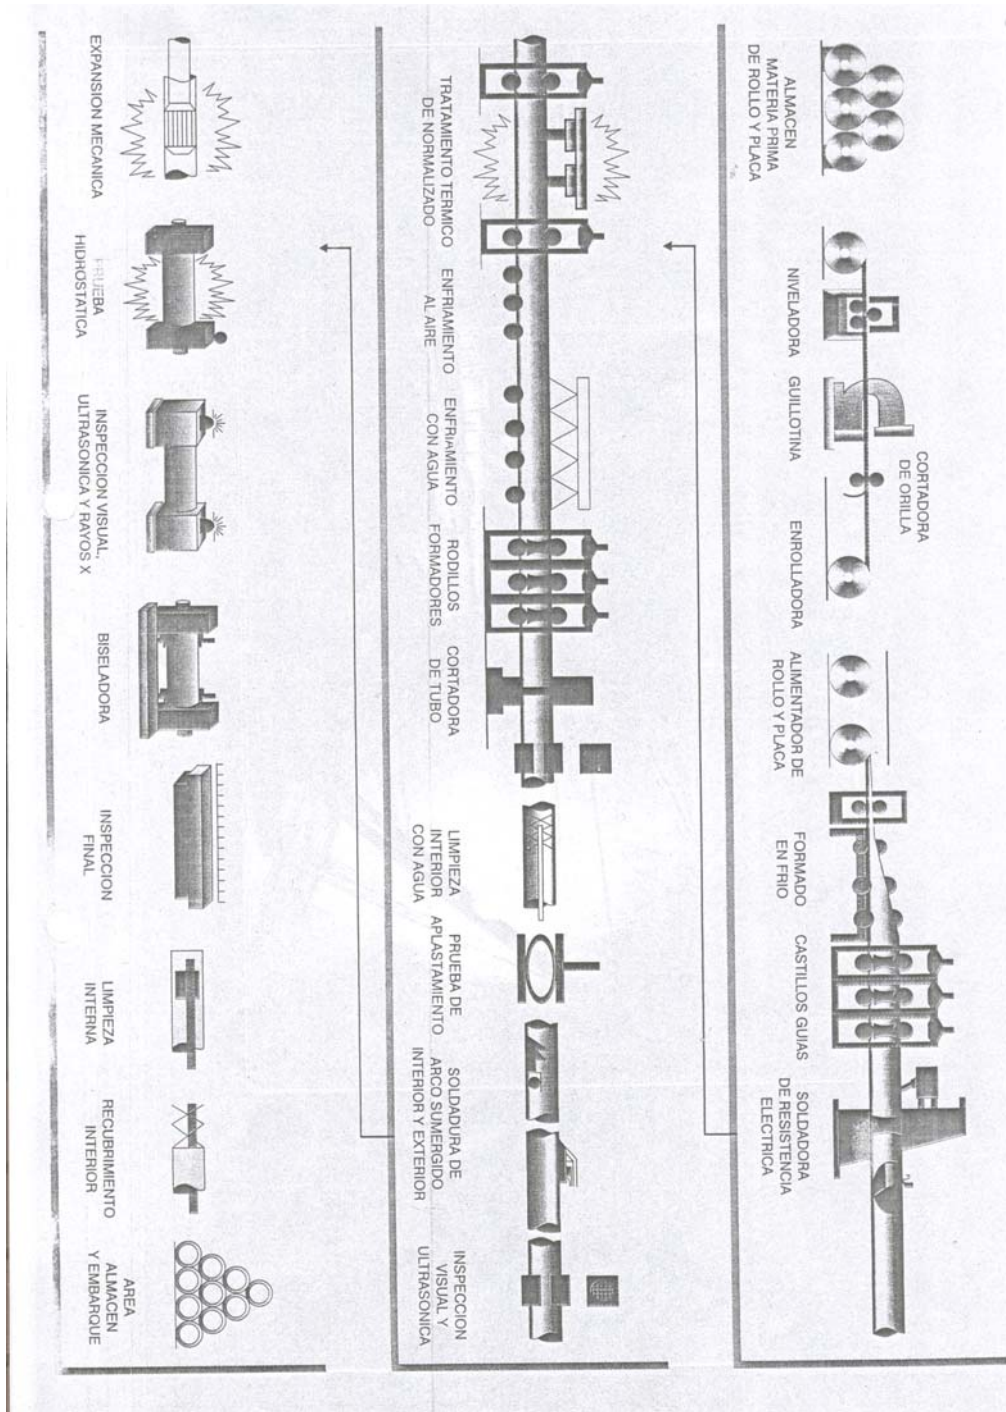 ALMACEN
MATERIA PRIMA
DE ROLLO Y PLACA
NIVELADORA
GUILLOTINA
CORTADORA
DE ORILLA
ENROLLADORA
ALIMENTADOR DE
ROLLO Y PLACA
FORMADO
EN FRIO
CASTILLOS GUIAS
SOLDADORA
DE RESISTENCIA
ELECTRICA
TRATAMIENTO TERMICO
DE NORMALIZADO
ENFRIAMIENTO
AL AIRE
ENFRIAMIENTO
CON AGUA
RODILLOS
FORMADORES
CORTADORA
DE TUBO
LIMPIEZA
INTERIOR
CON AGUA
PRUEBA DE
APLASTAMIENTO
SOLDADURA DE
ARCO SUMERGIDO
INTERIOR Y EXTERIOR
INSPECCION
VISUAL Y
ULTRASONICA
EXPANSION MECANICA
PRUEBA
HIDROSTATICA
INSPECCION VISUAL,
ULTRASONICA Y RAYOS X
BISELADORA
INSPECCION
FINAL
LIMPIEZA
INTERNA
RECUBRIMIENTO
INTERIOR
AREA
ALMACEN
Y EMBARQUE